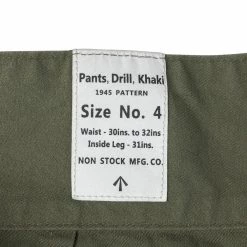 Pants, Drill, Khaki
1945 PATTERN
Size No. 4
Waist - 30ins. to 32ins
Inside Leg - 31ins.
NON STOCK MFG. CO.